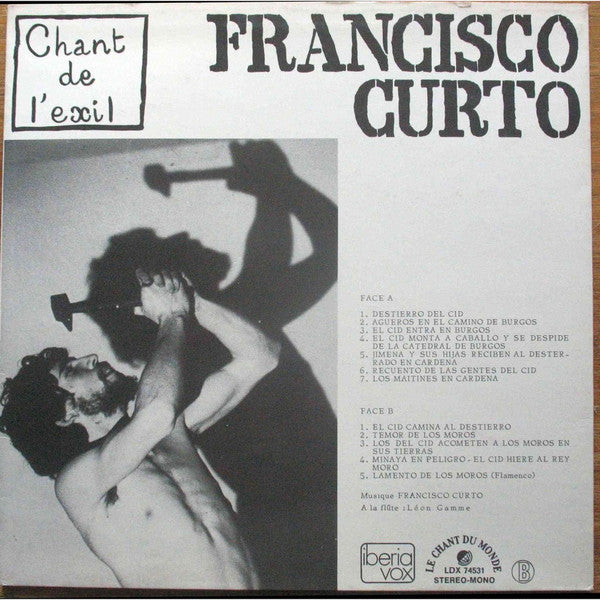 Chant
de
l'exil
FRANCISCO
CURTO
FACE A
1. DESTIERRO DEL CID
2. AGUEROS EN EL CAMINO DE BURGOS
3. EL CID ENTRA EN BURGOS
4. EL CID MONTA A CABALLO Y SE DESPIDE
DE LA CATEDRAL DE BURGOS
5. JIMENA Y SUS HIJAS RECIBEN AL DESTER-
RADO EN CARDENA
6. RECUENTO DE LAS GENTES DEL CID
7. LOS MAITINES EN CARDENA
FACE B
1. EL CID CAMINA AL DESTIERRO
2. TEMOR DE LOS MOROS
3. LOS DEL CID ACOMETEN A LOS MOROS EN
SUS TIERRAS
4. MINAYA EN PELIGRO - EL CID HIERE AL REY
MORO
5. LAMENTO DE LOS MOROS (Flamenco)
Musique FRANCISCO CURTO
A la flûte : Léon Gamme
iberia
vox
LE CHANT DU MONDE
LDX 74531
STEREO-MONO
B